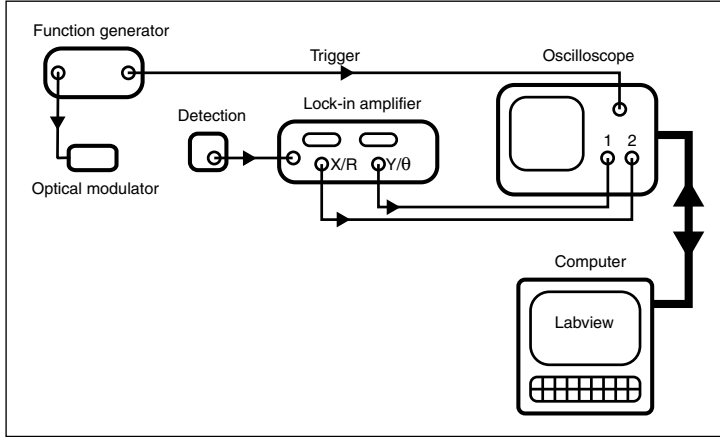 Function generator
Trigger
Oscilloscope
Detection
Lock-in amplifier
1 2
X/R
Y/θ
Optical modulator
Computer
Labview